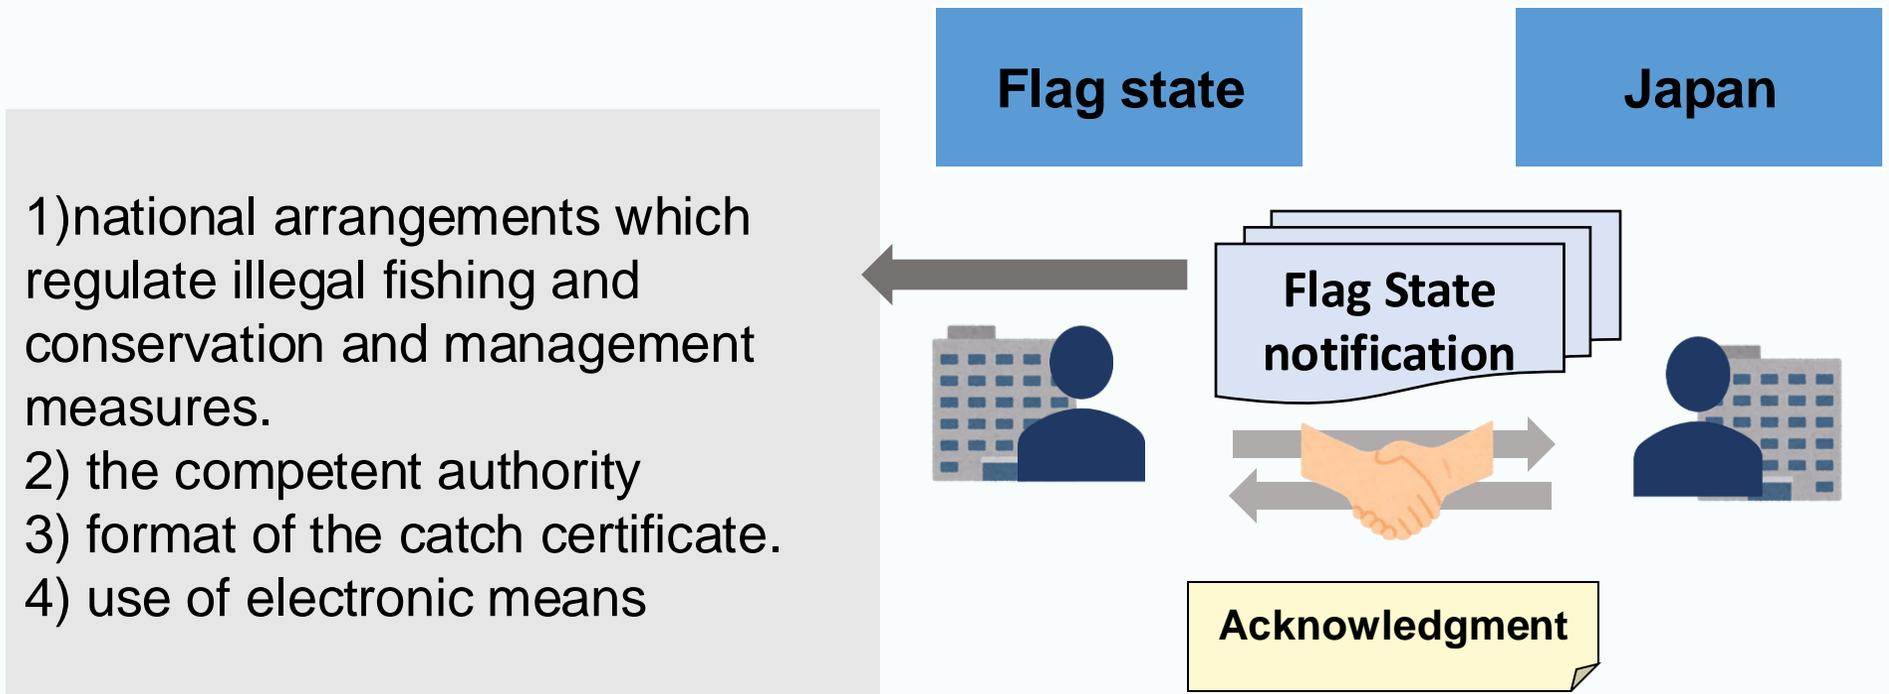 Flag state
Japan
1)national arrangements which
regulate illegal fishing and
conservation and management
measures.
2) the competent authority
3) format of the catch certificate.
4) use of electronic means
Flag State
notification
Acknowledgment